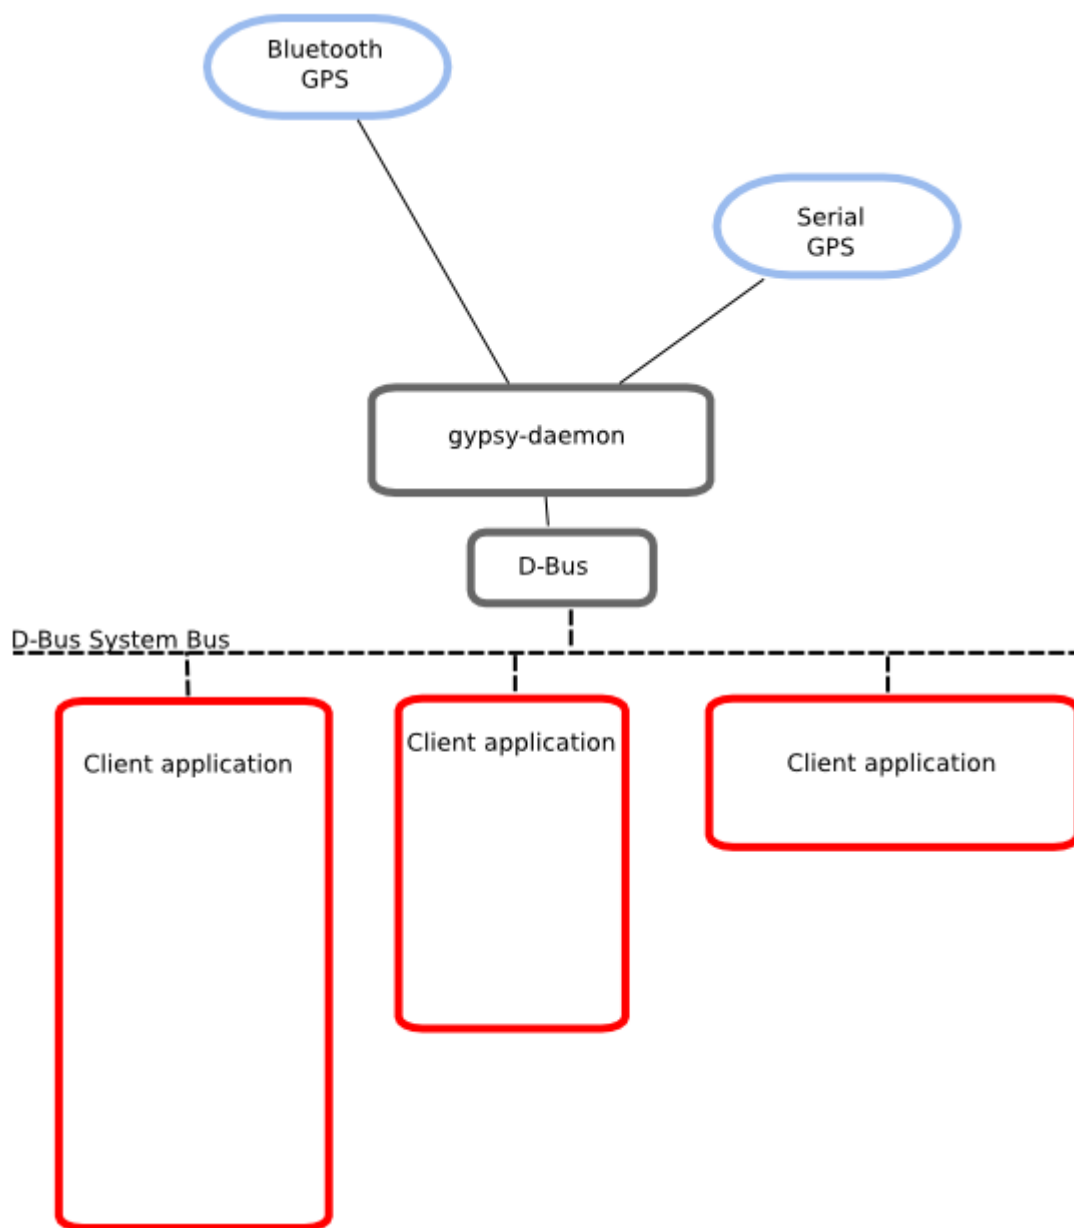 Bluetooth
GPS
Serial
GPS
gypsy-daemon
D-Bus
D-Bus System Bus
Client application
Client application
Client application